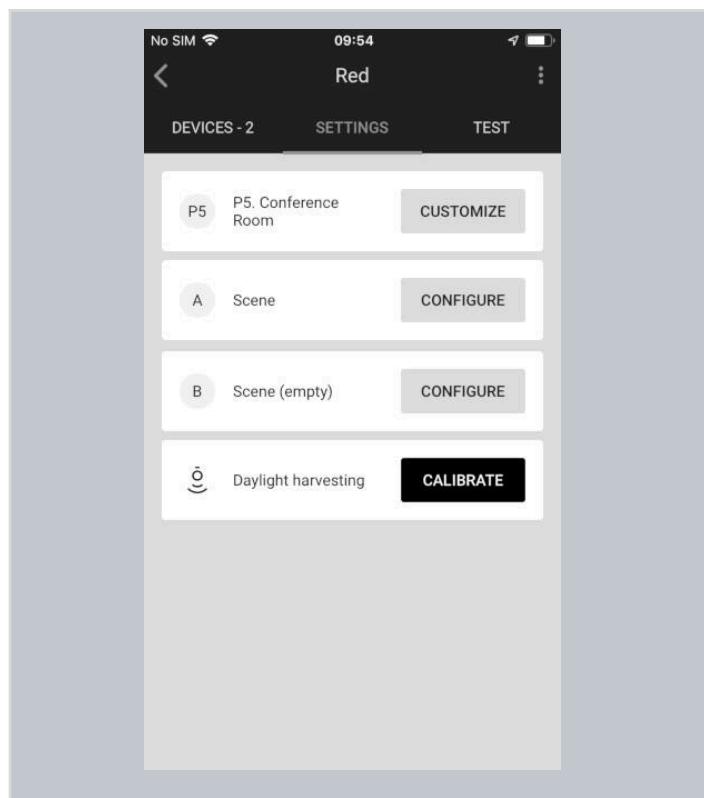 No SIM 09:54
Red
DEVICES - 2 SETTINGS TEST
P5 P5. Conference
Room CUSTOMIZE
A Scene CONFIGURE
B Scene (empty) CONFIGURE
Daylight harvesting CALIBRATE